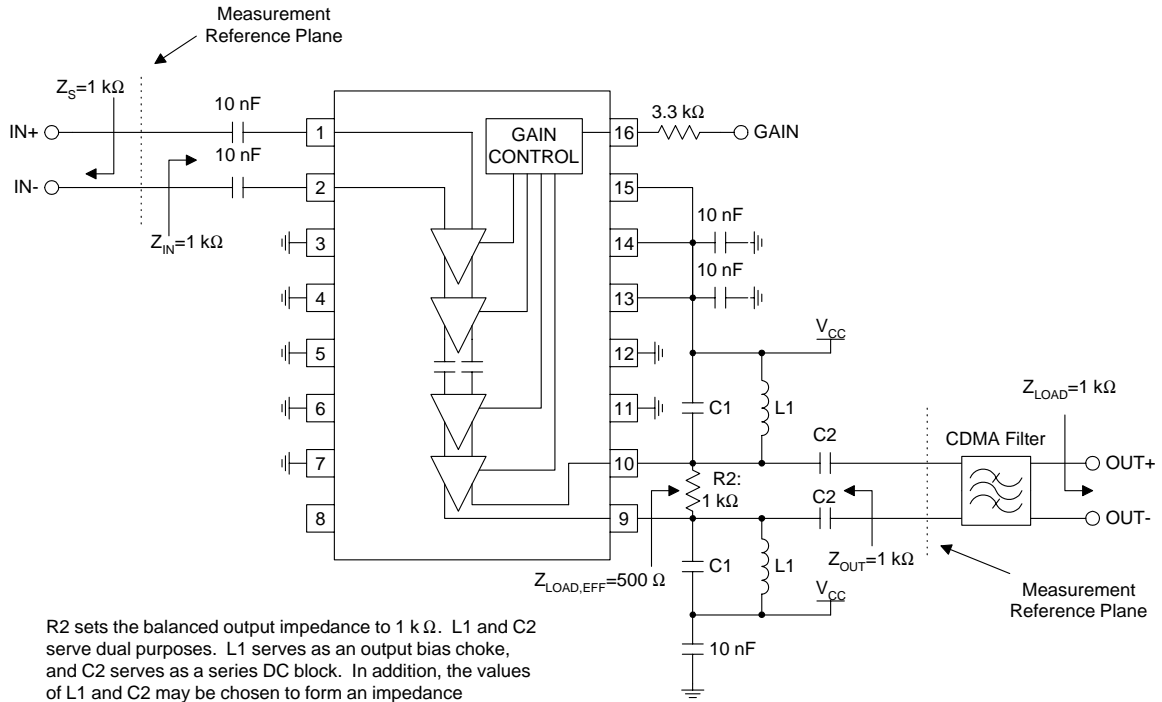 Measurement
Reference Plane
Z_S=1 kΩ
10 nF
IN+
10 nF
IN-
Z_IN=1 kΩ
1
2
3
4
5
6
7
8
GAIN
CONTROL
16
15
14
13
12
11
10
9
3.3 kΩ
GAIN
10 nF
10 nF
V_CC
C1
L1
C2
R2:
1 kΩ
C2
Z_LOAD,EFF=500 Ω
C1
L1
Z_OUT=1 kΩ
V_CC
10 nF
Z_LOAD=1 kΩ
CDMA Filter
OUT+
OUT-
Measurement
Reference Plane
R2 sets the balanced output impedance to 1 kΩ. L1 and C2
serve dual purposes. L1 serves as an output bias choke,
and C2 serves as a series DC block. In addition, the values
of L1 and C2 may be chosen to form an impedance